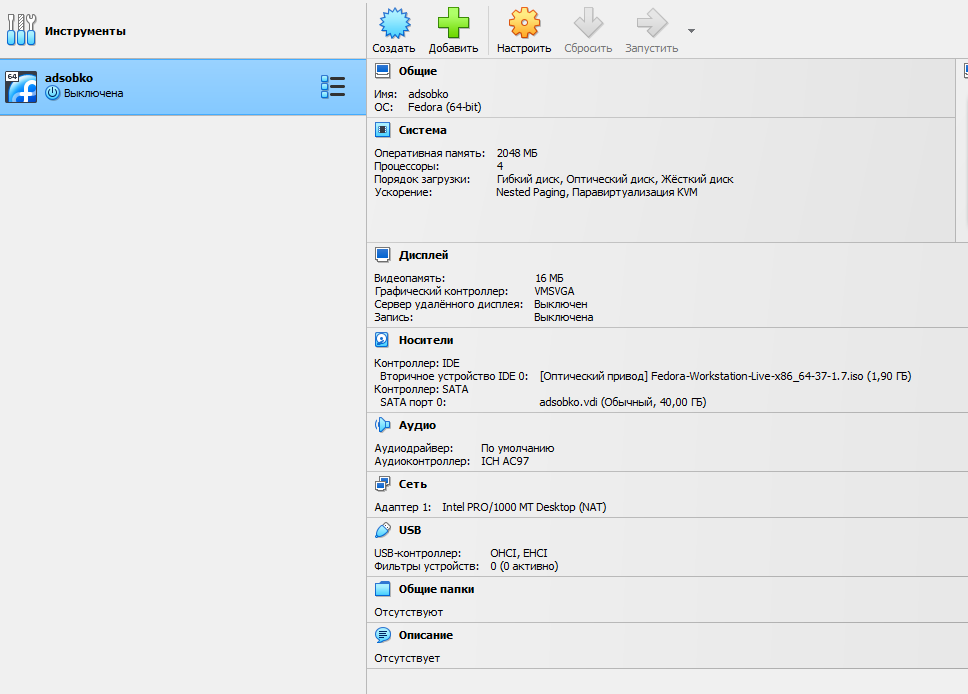 Инструменты
Создать Добавить Настроить Сбросить Запустить
64
adsobko
Выключена
Общие
Имя: adsobko
ОС: Fedora (64-bit)
Система
Оперативная память: 2048 МБ
Процессоры: 4
Порядок загрузки: Гибкий диск, Оптический диск, Жёсткий диск
Ускорение: Nested Paging, Паравиртуализация KVM
Дисплей
Видеопамять: 16 МБ
Графический контроллер: VMSVGA
Сервер удалённого дисплея: Выключен
Запись: Выключена
Носители
Контроллер: IDE
Вторичное устройство IDE 0: [Оптический привод] Fedora-Workstation-Live-x86_64-37-1.7.iso (1,90 ГБ)
Контроллер: SATA
SATA порт 0: adsobko.vdi (Обычный, 40,00 ГБ)
Аудио
Аудиодрайвер: По умолчанию
Аудиоконтроллер: ICH AC97
Сеть
Адаптер 1: Intel PRO/1000 MT Desktop (NAT)
USB
USB-контроллер: OHCI, EHCI
Фильтры устройств: 0 (0 активно)
Общие папки
Отсутствуют
Описание
Отсутствует